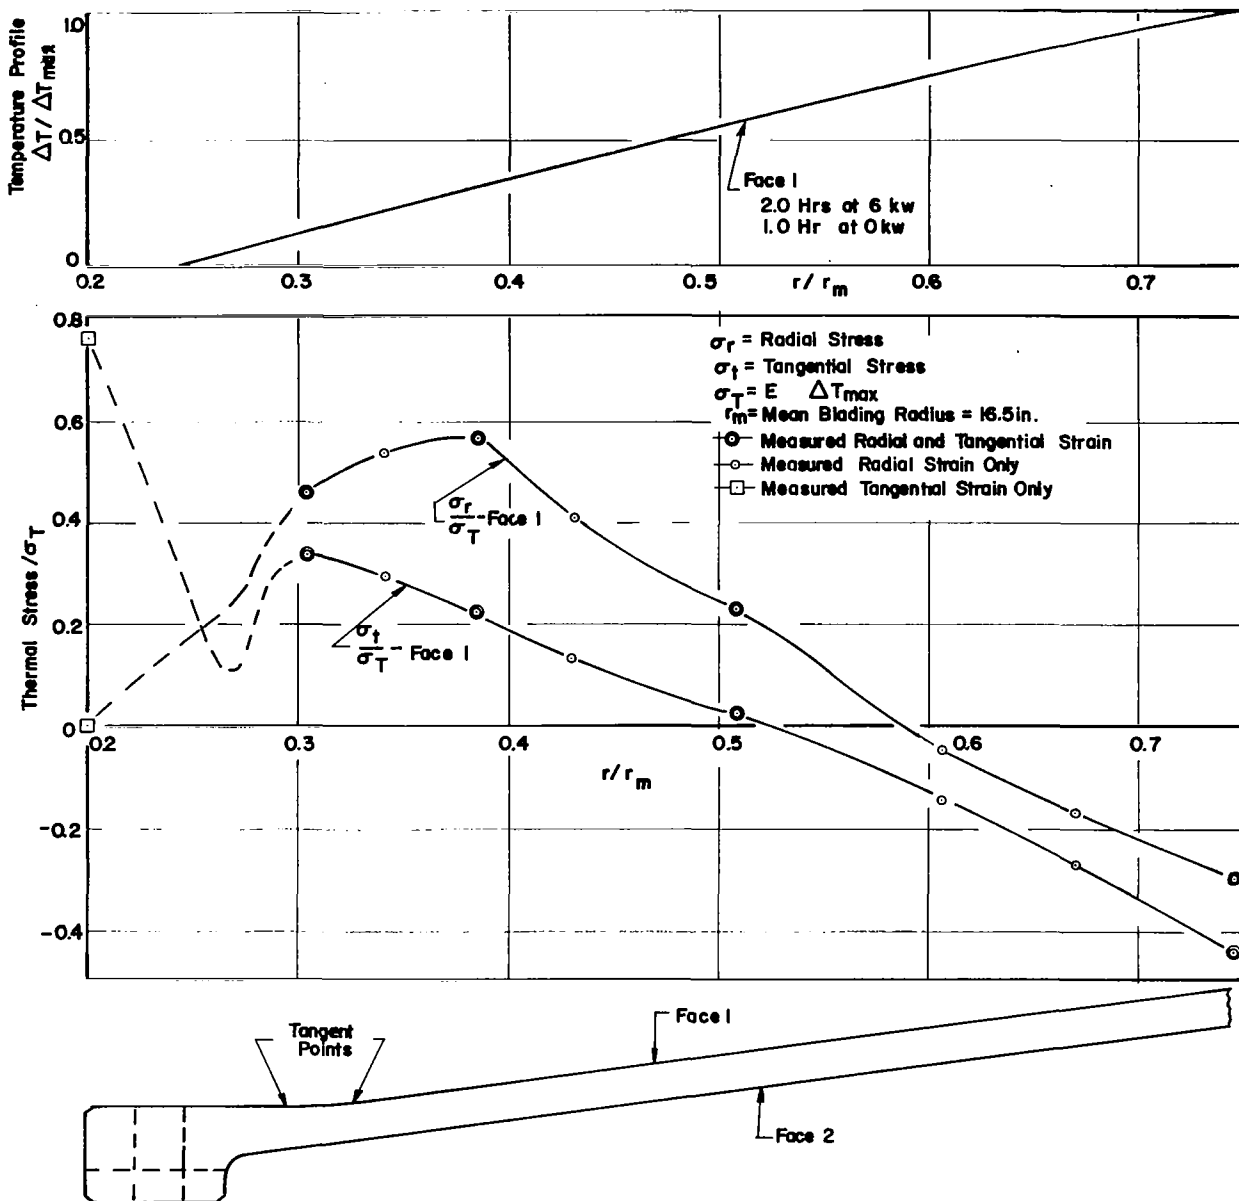 Temperature Profile
ΔT / ΔTmax
1.0
0.5
0
0.2
0.3
0.4
0.5
r/rm
0.6
0.7
Face 1
2.0 Hrs at 6 kw
1.0 Hr at 0 kw
Thermal Stress /σT
0.8
0.6
0.4
0.2
0
-0.2
-0.4
σr = Radial Stress
σt = Tangential Stress
σT = E ΔTmax
rm = Mean Blading Radius = 16.5 in.
Measured Radial and Tangential Strain
Measured Radial Strain Only
Measured Tangential Strain Only
σr/σT - Face 1
σt/σT - Face 1
0.2
0.3
0.4
0.5
0.6
0.7
r/rm
Tangent
Points
Face 1
Face 2